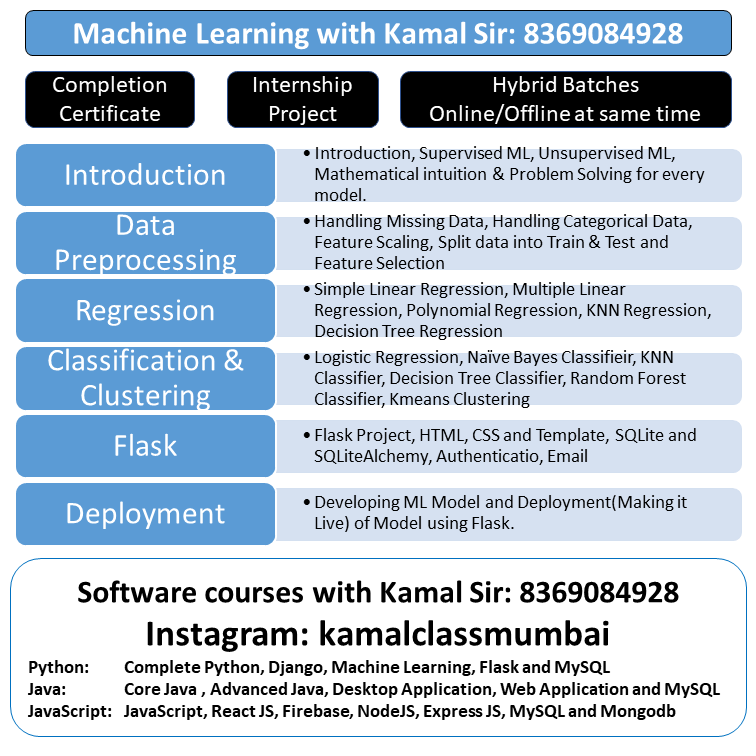 Machine Learning with Kamal Sir: 8369084928
Completion
Certificate
Internship
Project
Hybrid Batches
Online/Offline at same time
Introduction
• Introduction, Supervised ML, Unsupervised ML,
Mathematical intuition & Problem Solving for every
model.
Data
Preprocessing
• Handling Missing Data, Handling Categorical Data,
Feature Scaling, Split data into Train & Test and
Feature Selection
Regression
• Simple Linear Regression, Multiple Linear
Regression, Polynomial Regression, KNN Regression,
Decision Tree Regression
Classification &
Clustering
• Logistic Regression, Naïve Bayes Classifieir, KNN
Classifier, Decision Tree Classifier, Random Forest
Classifier, Kmeans Clustering
Flask
• Flask Project, HTML, CSS and Template, SQLite and
SQLiteAlchemy, Authenticatio, Email
Deployment
• Developing ML Model and Deployment(Making it
Live) of Model using Flask.
Software courses with Kamal Sir: 8369084928
Instagram: kamalclassmumbai
Python: Complete Python, Django, Machine Learning, Flask and MySQL
Java: Core Java , Advanced Java, Desktop Application, Web Application and MySQL
JavaScript: JavaScript, React JS, Firebase, NodeJS, Express JS, MySQL and Mongodb